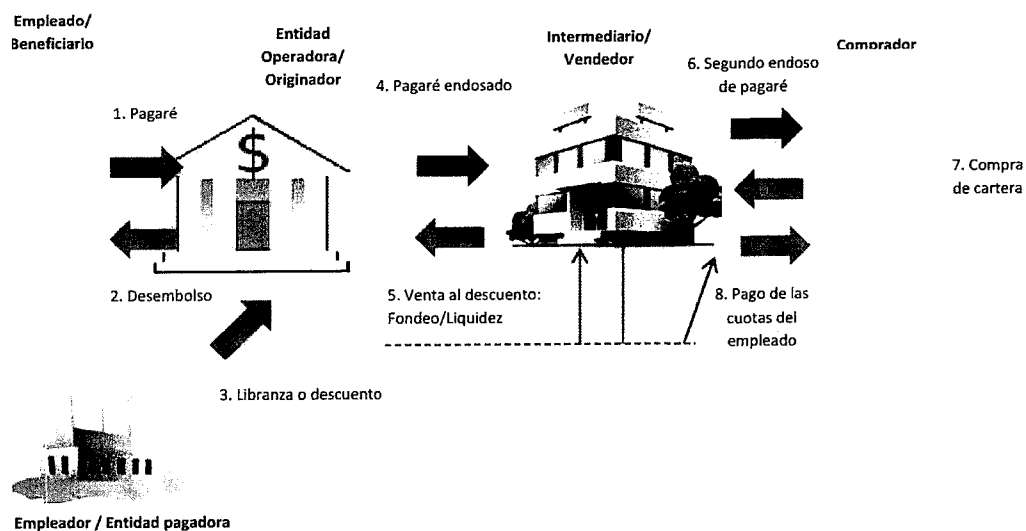 Empleado/
Beneficiario
Entidad
Operadora/
Originador
Intermediario/
Vendedor
Comprador
1. Pagaré
$
4. Pagaré endosado
6. Segundo endoso
de pagaré
7. Compra
de cartera
2. Desembolso
5. Venta al descuento:
Fondeo/Liquidez
8. Pago de las
cuotas del
empleado
3. Libranza o descuento
Empleador / Entidad pagadora